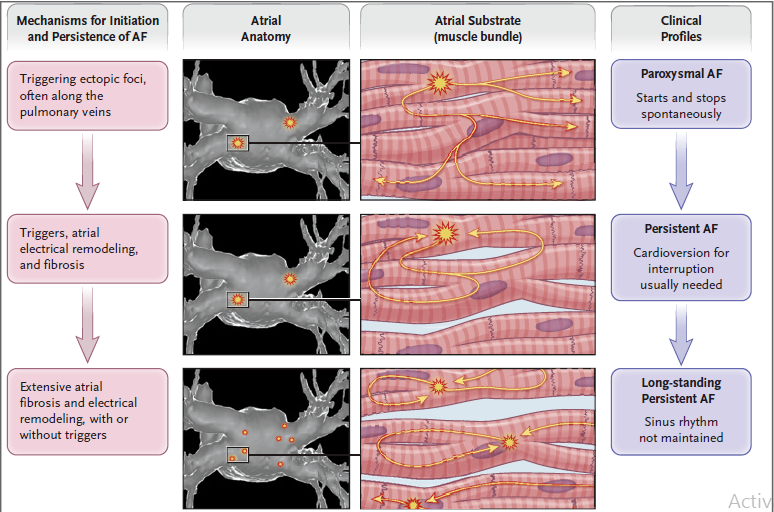 Mechanisms for Initiation
and Persistence of AF
Atrial
Anatomy
Atrial Substrate
(muscle bundle)
Clinical
Profiles
Triggering ectopic foci,
often along the
pulmonary veins
Paroxysmal AF
Starts and stops
spontaneously
Triggers, atrial
electrical remodeling,
and fibrosis
Persistent AF
Cardioversion for
interruption
usually needed
Extensive atrial
fibrosis and electrical
remodeling, with or
without triggers
Long-standing
Persistent AF
Sinus rhythm
not maintained
Activ